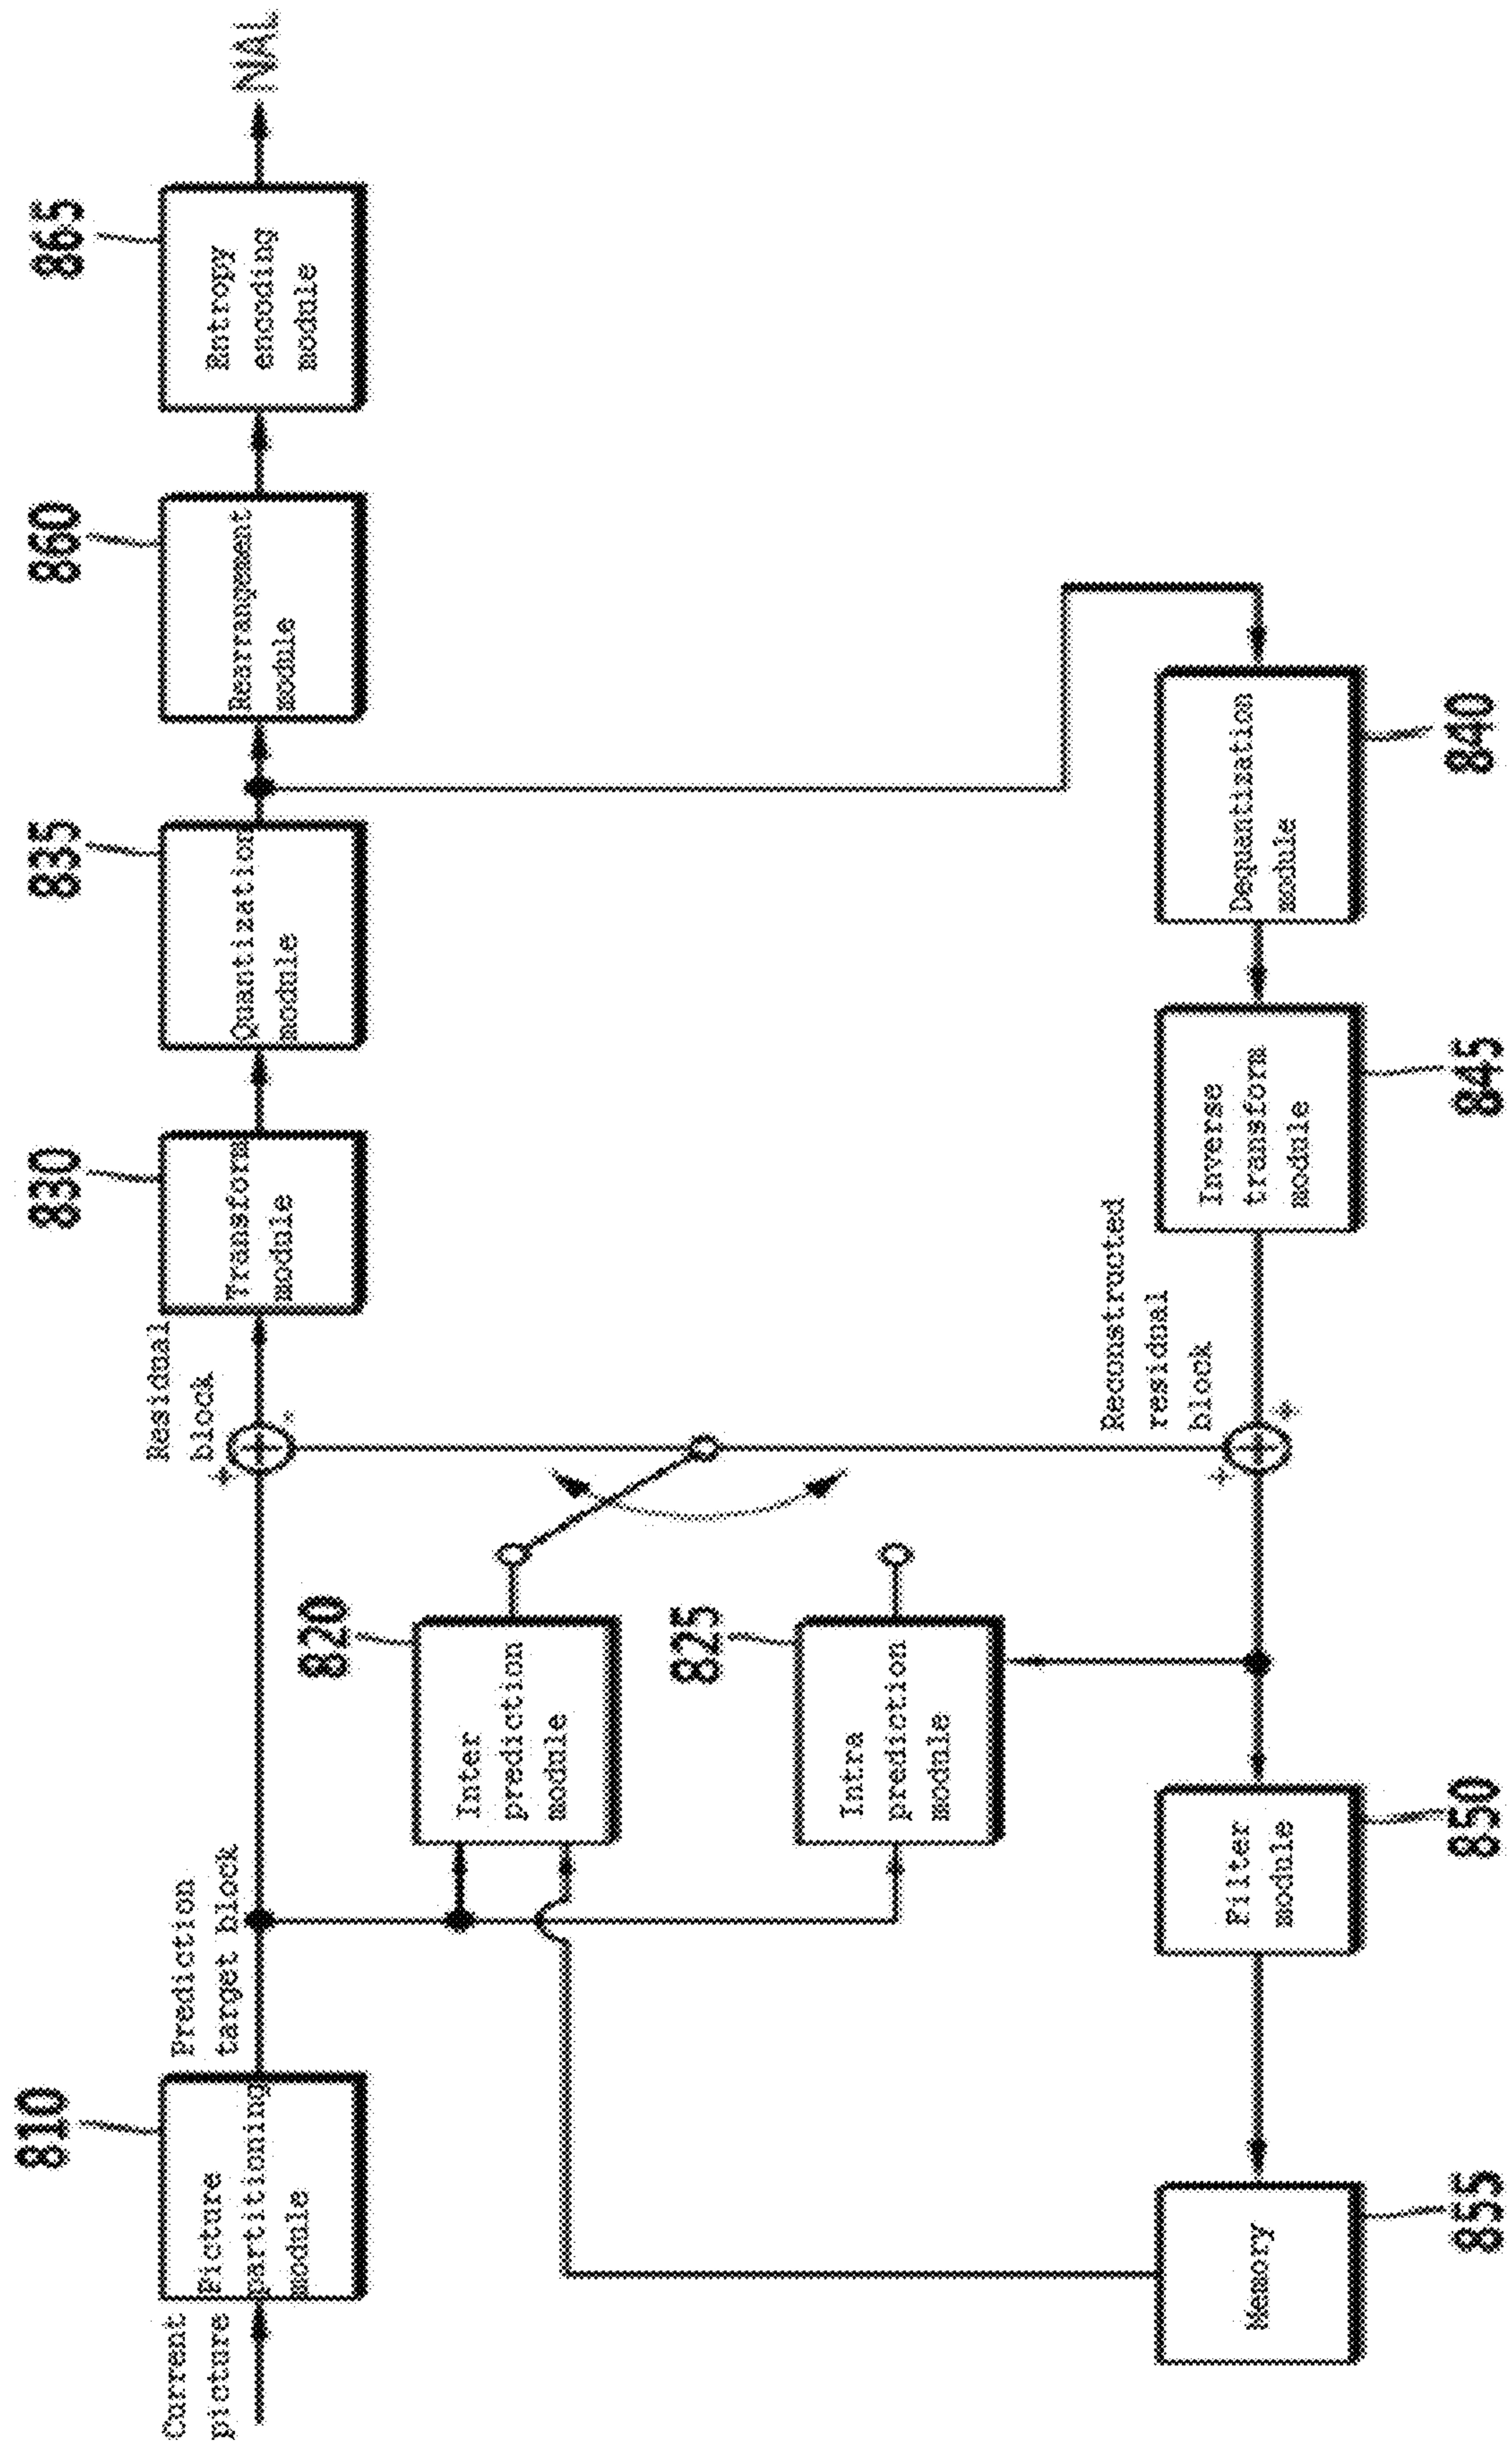 Current
picture
810
Picture
partitioning
module
Prediction
target block
820
Inter
prediction
module
825
Intra
prediction
module
Residual
block
+
-
830
Transform
module
835
Quantization
module
860
Rearrangement
module
865
Entropy
encoding
module
NAL
840
Dequantization
module
845
Inverse
transform
module
Reconstructed
residual
block
+
+
850
Filter
module
855
Memory